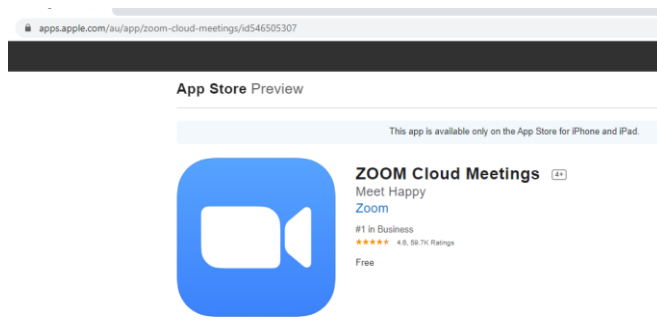 apps.apple.com/au/app/zoom-cloud-meetings/id546505307
App Store Preview
This app is available only on the App Store for iPhone and iPad.
ZOOM Cloud Meetings 4+
Meet Happy
Zoom
#1 in Business
4.6, 59.7K Ratings
Free